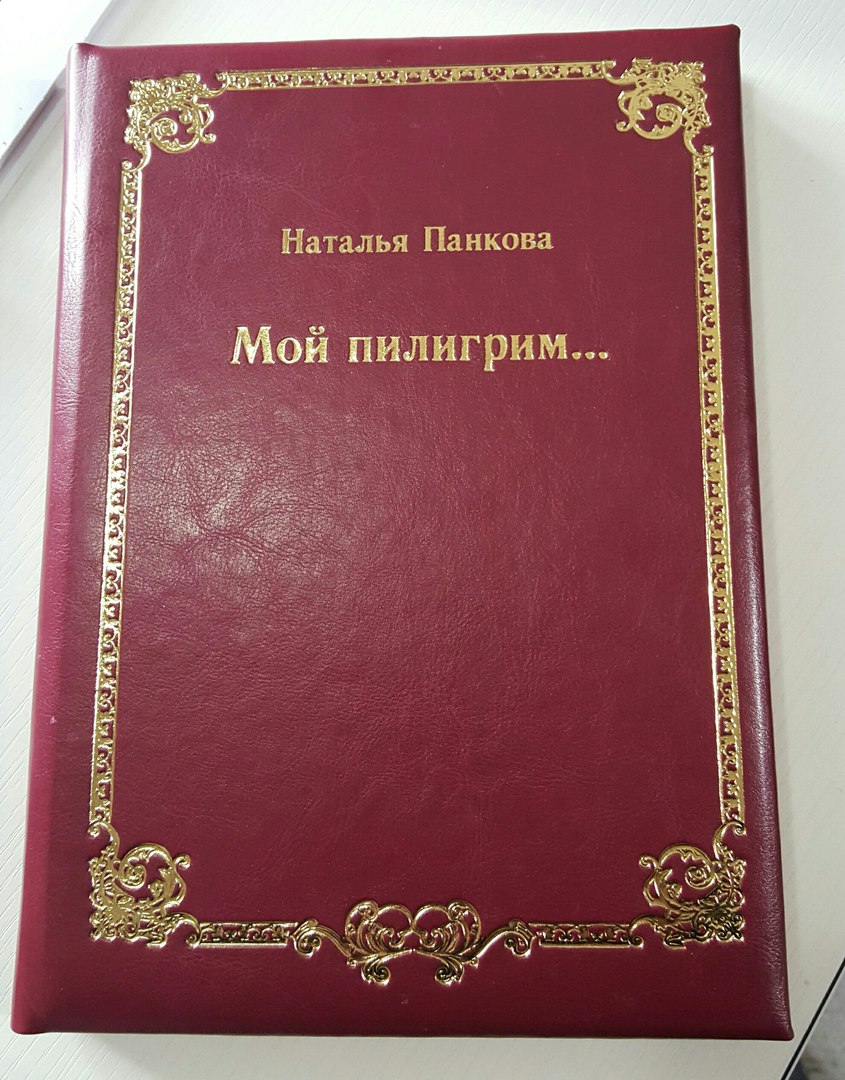 Наталья Панкова
Мой пилигрим...